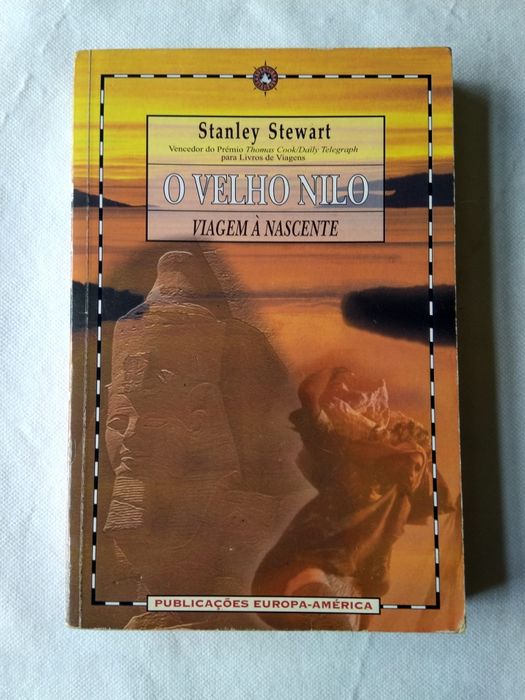 Stanley Stewart
Vencedor do Prémio Thomas Cook/Daily Telegraph
para Livros de Viagens
O VELHO NILO
VIAGEM À NASCENTE
PUBLICAÇÕES EUROPA-AMÉRICA